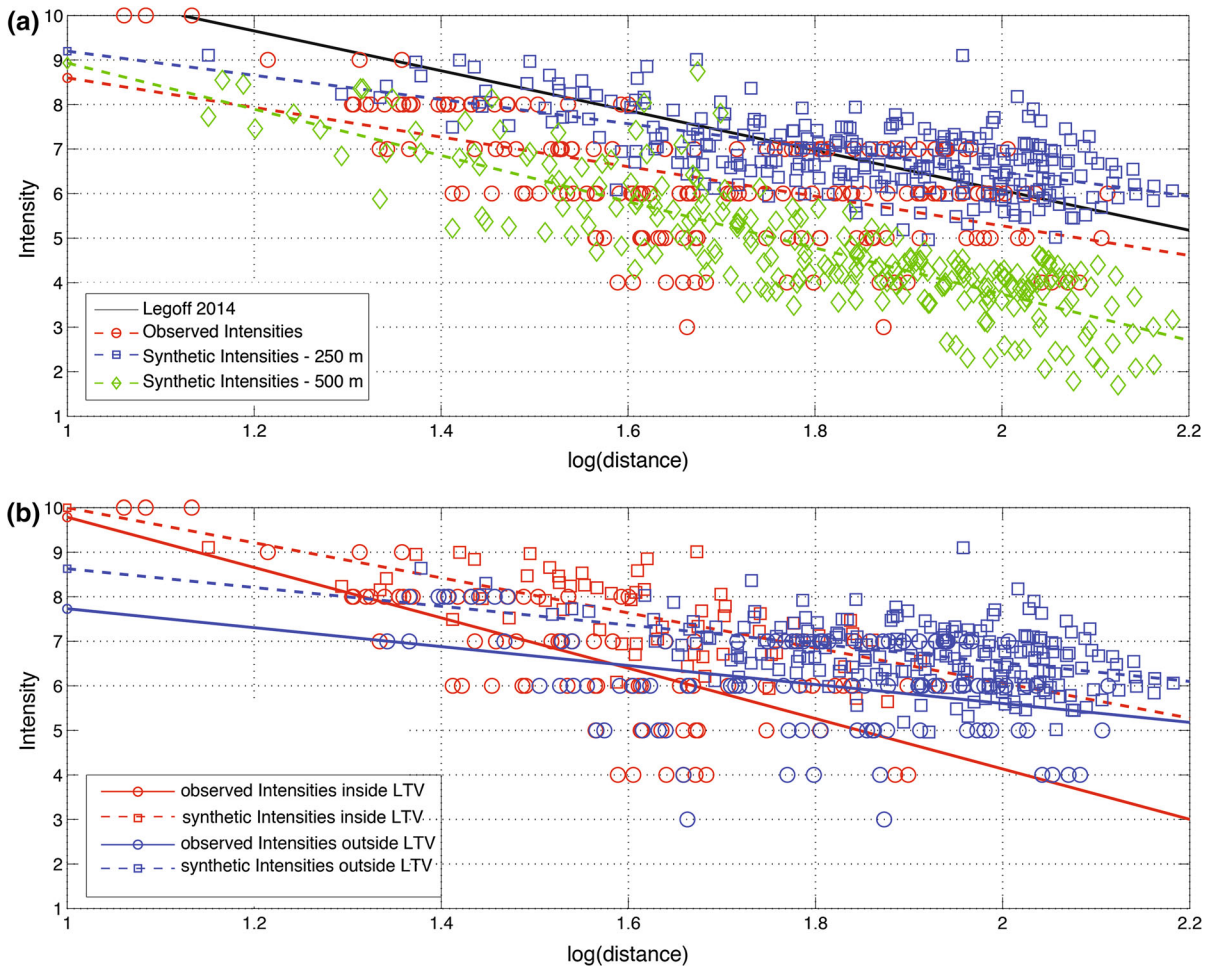 (a)
10
9
8
7
6
5
4
3
2
1
Intensity
Legoff 2014
Observed Intensities
Synthetic Intensities - 250 m
Synthetic Intensities - 500 m
1 1.2 1.4 1.6 1.8 2 2.2
log(distance)
(b)
10
9
8
7
6
5
4
3
2
1
Intensity
observed Intensities inside LTV
synthetic Intensities inside LTV
observed Intensities outside LTV
synthetic Intensities outside LTV
1 1.2 1.4 1.6 1.8 2 2.2
log(distance)